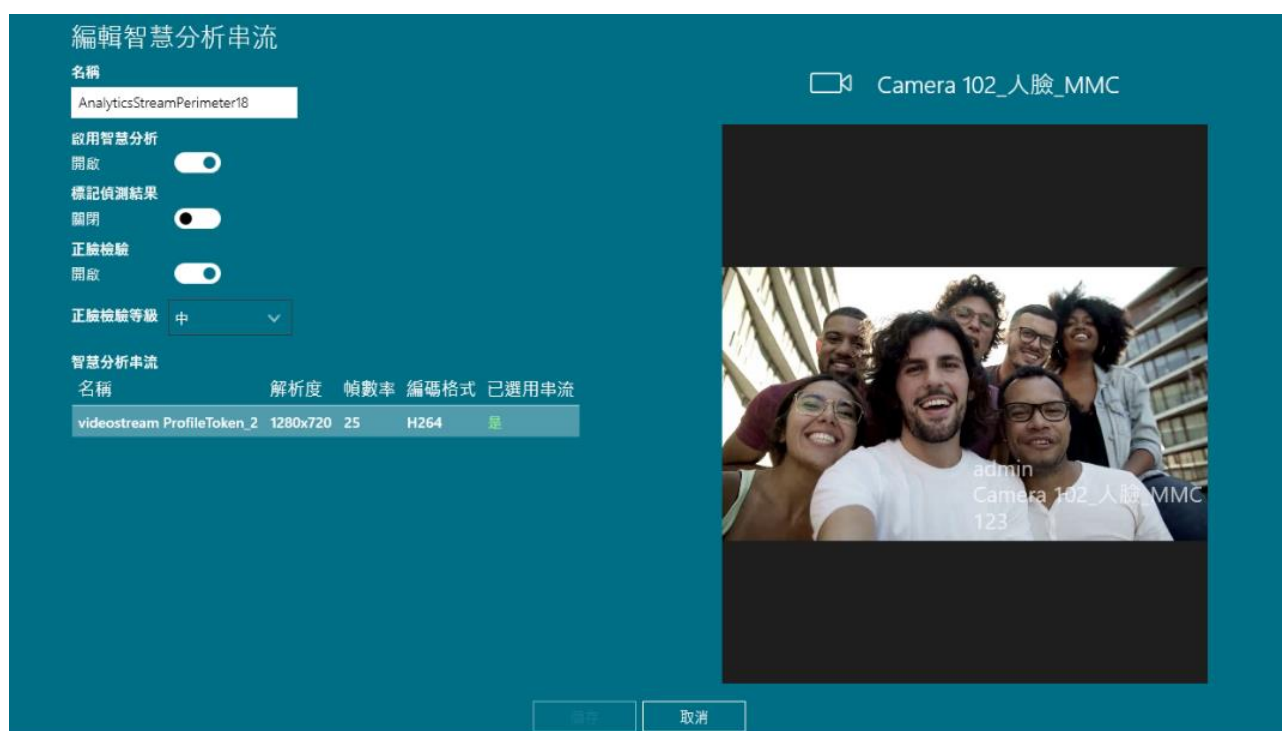 編輯智慧分析串流
名稱
AnalyticsStreamPerimeter18
啟用智慧分析
開啟
標記偵測結果
關閉
正臉檢驗
開啟
正臉檢驗等級 中
智慧分析串流
名稱 解析度 幀數率 編碼格式 已選用串流
videostream ProfileToken_2 1280x720 25 H264 是
Camera 102_人臉_MMC
admin
Camera 102_人臉_MMC
123
取消